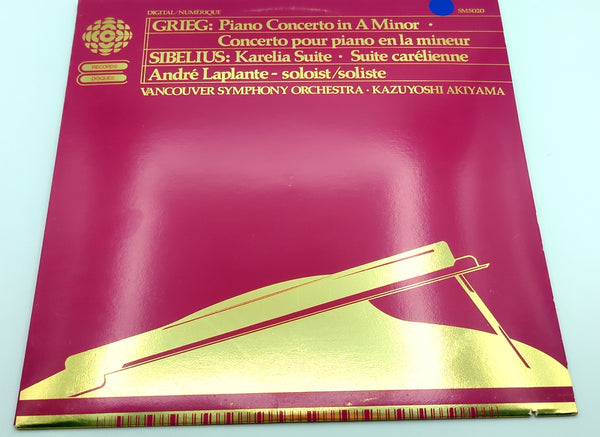 DIGITAL/NUMÉRIQUE
SM5020
GRIEG: Piano Concerto in A Minor •
Concerto pour piano en la mineur
SIBELIUS: Karelia Suite • Suite carélienne
André Laplante - soloist/soliste
VANCOUVER SYMPHONY ORCHESTRA • KAZUYOSHI AKIYAMA
RECORDS
DISQUES